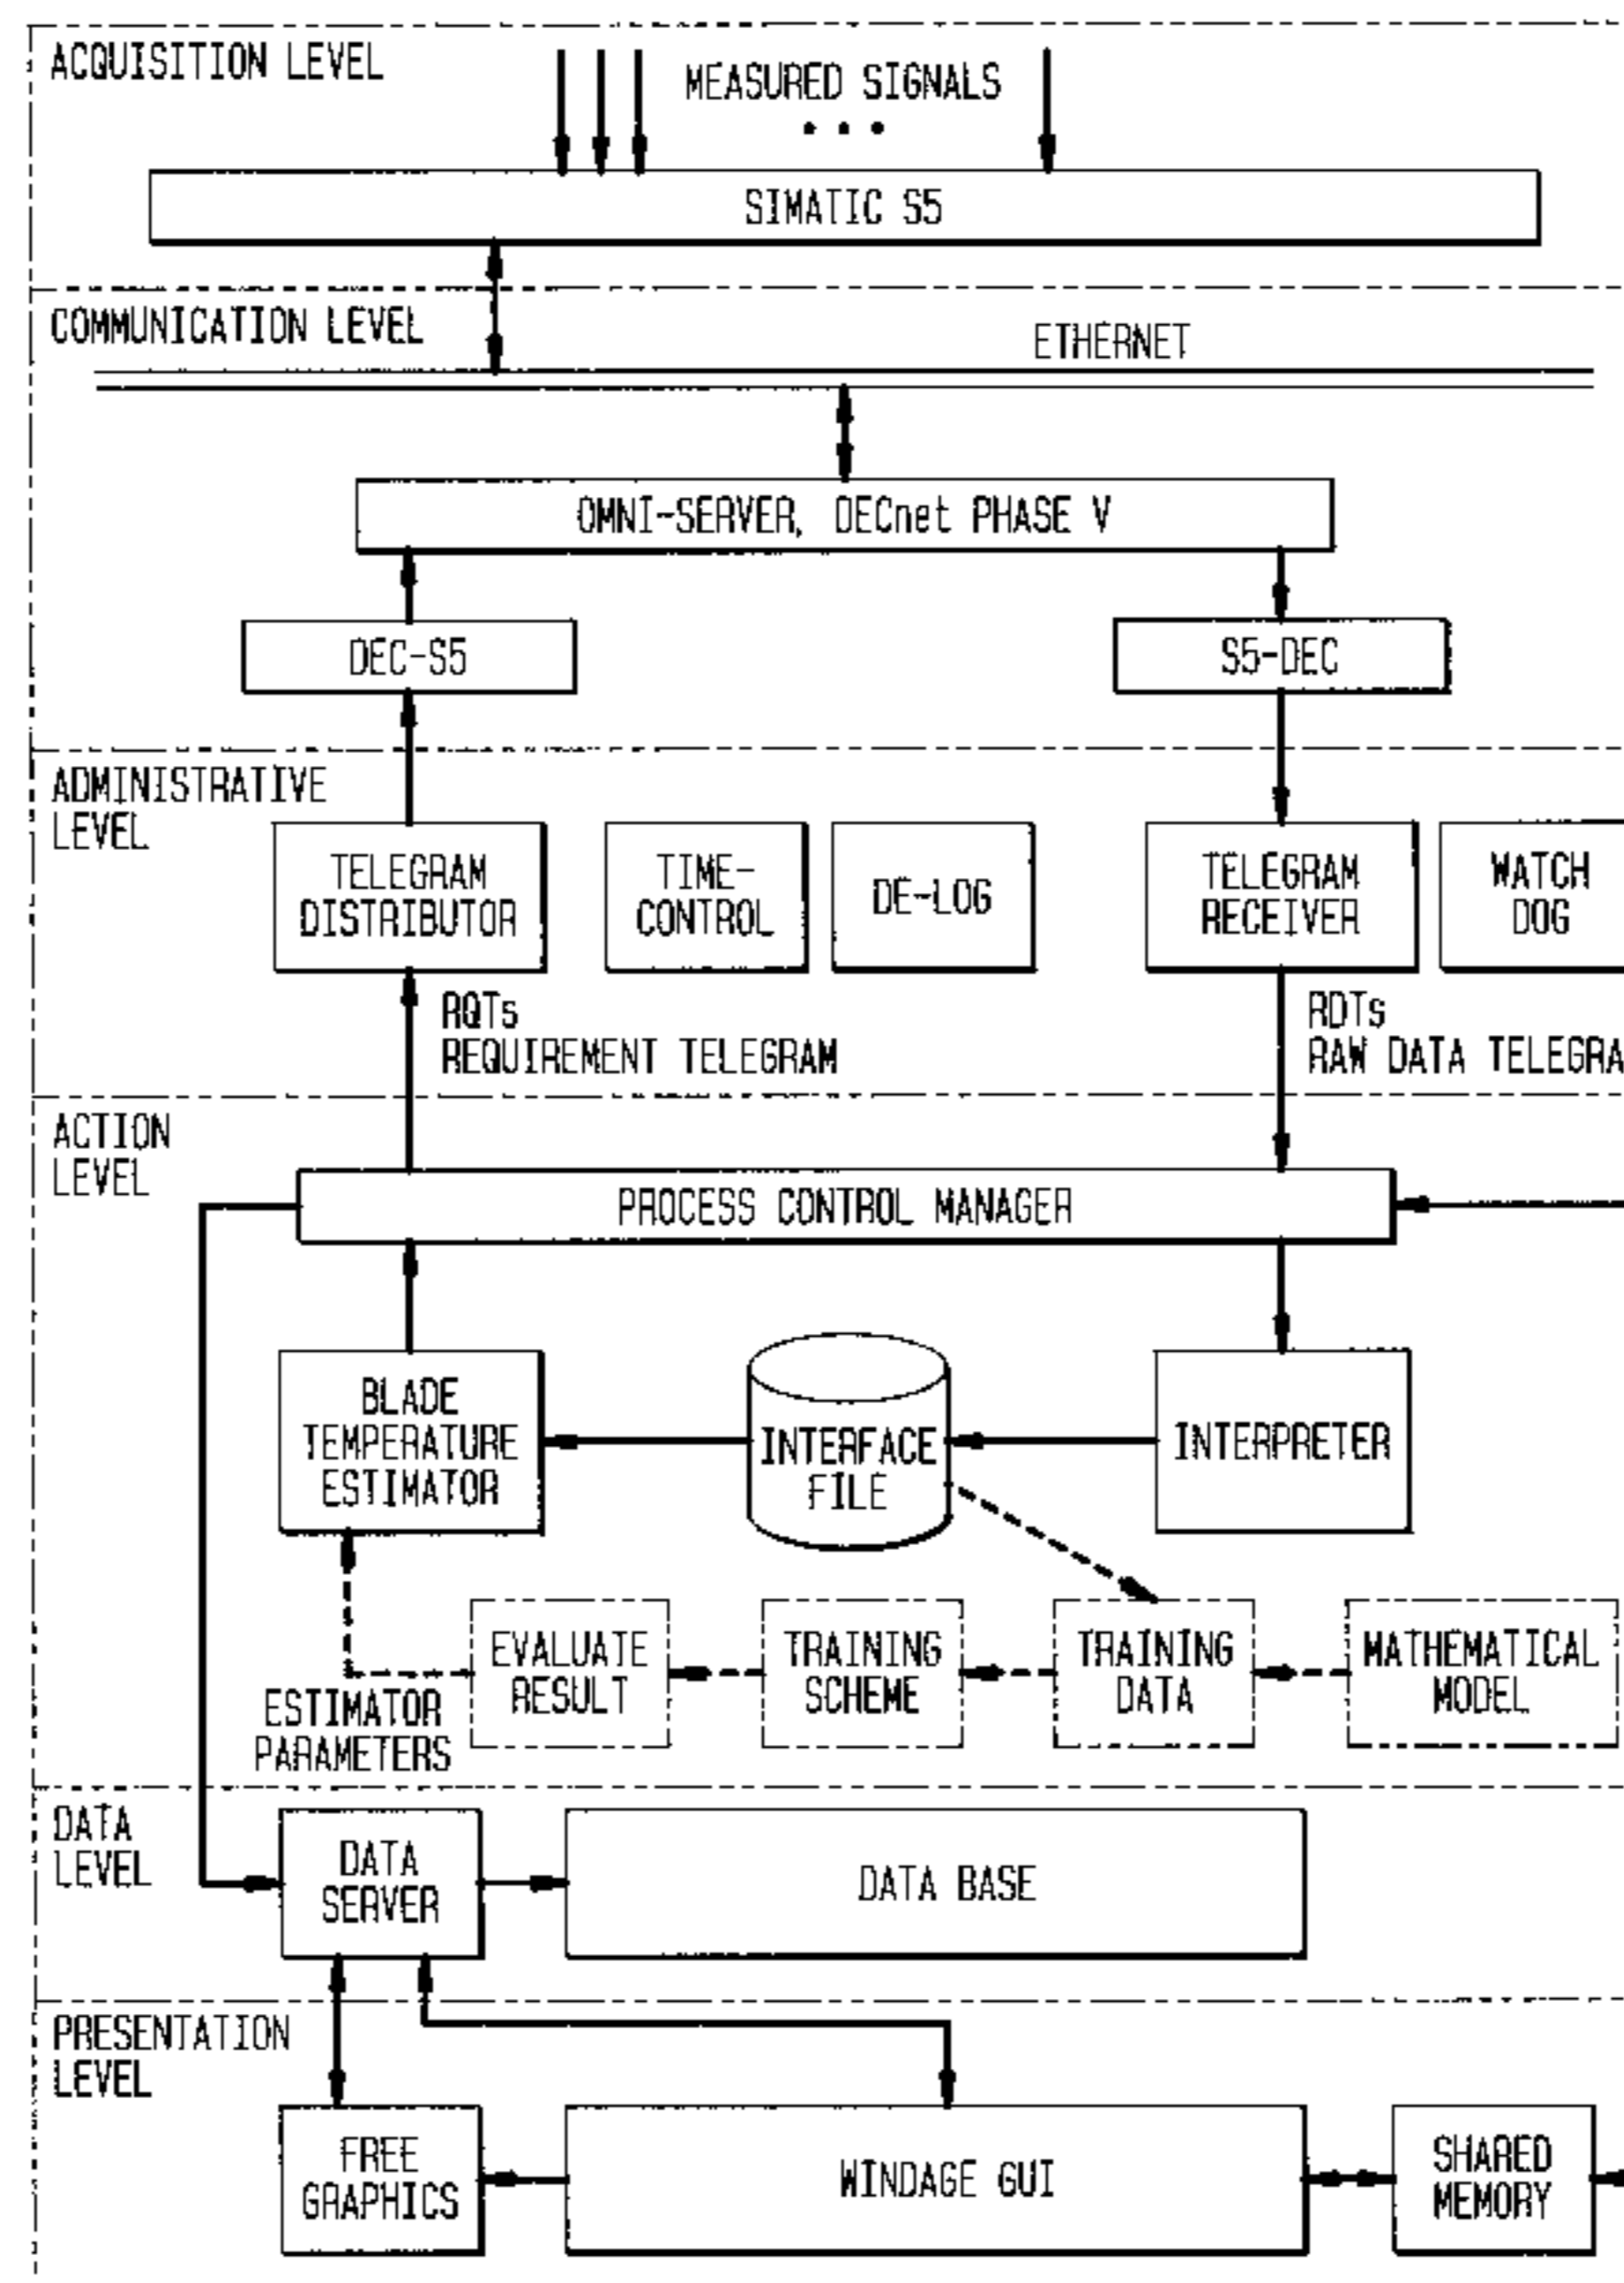 ACQUISITION LEVEL
MEASURED SIGNALS
• • •
SIMATIC S5
COMMUNICATION LEVEL
ETHERNET
OMNI-SERVER, DECnet PHASE V
DEC-S5
S5-DEC
ADMINISTRATIVE
LEVEL
TELEGRAM
DISTRIBUTOR
TIME-
CONTROL
DE-LOG
TELEGRAM
RECEIVER
WATCH
DOG
RQTs
REQUIREMENT TELEGRAM
RDTs
RAW DATA TELEGRA
ACTION
LEVEL
PROCESS CONTROL MANAGER
BLADE
TEMPERATURE
ESTIMATOR
INTERFACE
FILE
INTERPRETER
EVALUATE
RESULT
TRAINING
SCHEME
TRAINING
DATA
MATHEMATICAL
MODEL
ESTIMATOR
PARAMETERS
DATA
LEVEL
DATA
SERVER
DATA BASE
PRESENTATION
LEVEL
FREE
GRAPHICS
WINDAGE GUI
SHARED
MEMORY